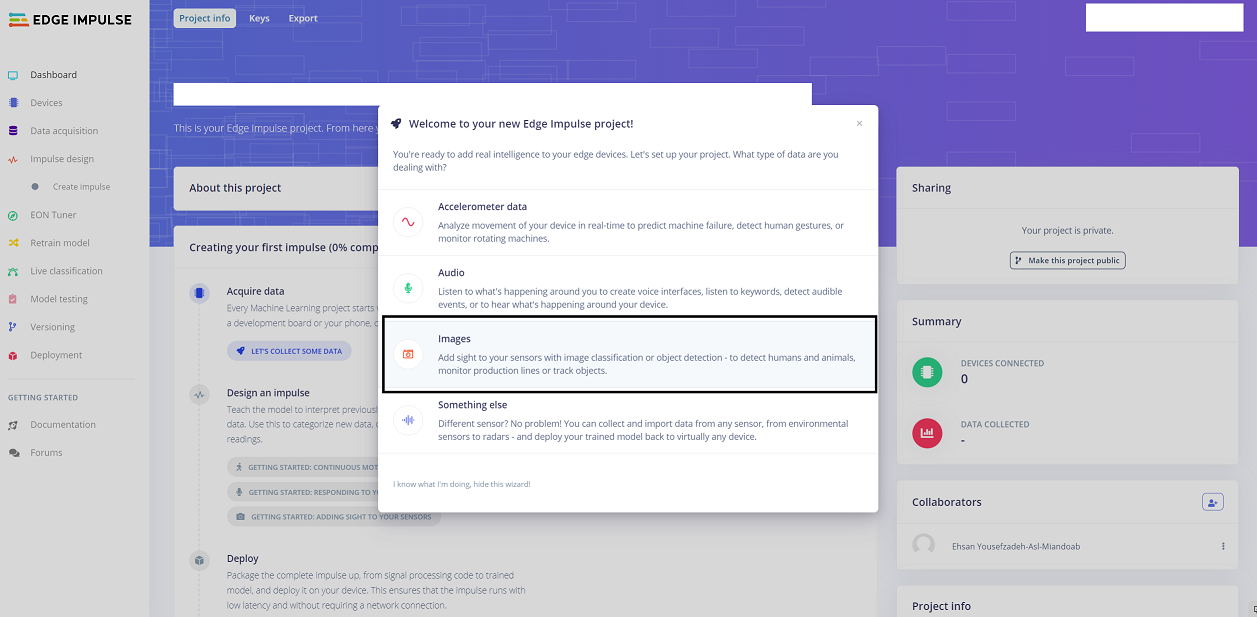 EDGE IMPULSE
Project info
Keys
Export
Dashboard
Devices
Data acquisition
Impulse design
Create impulse
EON Tuner
Retrain model
Live classification
Model testing
Versioning
Deployment
GETTING STARTED
Documentation
Forums
This is your Edge Impulse project. From here
About this project
Creating your first impulse (0% comp
Acquire data
Every Machine Learning project starts
a development board or your phone,
LET'S COLLECT SOME DATA
Design an impulse
Teach the model to interpret previous
data. Use this to categorize new data,
readings.
GETTING STARTED: CONTINUOUS MOT
GETTING STARTED: RESPONDING TO Y
GETTING STARTED: ADDING SIGHT TO YOUR SENSORS
Deploy
Package the complete impulse up, from signal processing code to trained
model, and deploy it on your device. This ensures that the impulse runs with
low latency and without requiring a network connection.
Welcome to your new Edge Impulse project!
×
You're ready to add real intelligence to your edge devices. Let's set up your project. What type of data are you
dealing with?
Accelerometer data
Analyze movement of your device in real-time to predict machine failure, detect human gestures, or
monitor rotating machines.
Audio
Listen to what's happening around you to create voice interfaces, listen to keywords, detect audible
events, or to hear what's happening around your device.
Images
Add sight to your sensors with image classification or object detection - to detect humans and animals,
monitor production lines or track objects.
Something else
Different sensor? No problem! You can collect and import data from any sensor, from environmental
sensors to radars - and deploy your trained model back to virtually any device.
I know what I'm doing, hide this wizard!
Sharing
Your project is private.
Make this project public
Summary
DEVICES CONNECTED
0
DATA COLLECTED
-
Collaborators
Ehsan Yousefzadeh-Asl-Miandoab
Project info